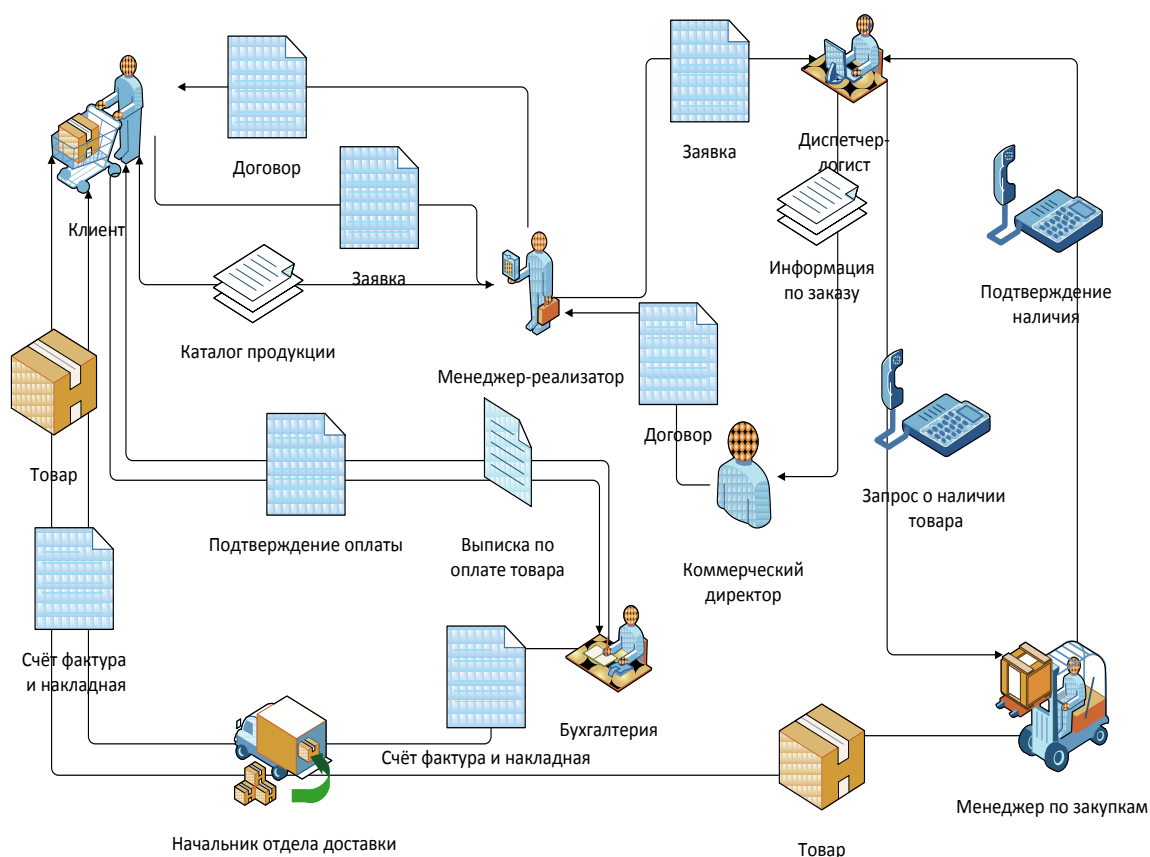 Договор
Заявка
Диспетчер-
логист
Клиент
Заявка
Информация
по заказу
Подтверждение
наличия
Каталог продукции
Менеджер-реализатор
Договор
Товар
Запрос о наличии
товара
Подтверждение оплаты
Выписка по
оплате товара
Коммерческий
директор
Счёт фактура
и накладная
Бухгалтерия
Счёт фактура и накладная
Менеджер по закупкам
Начальник отдела доставки
Товар